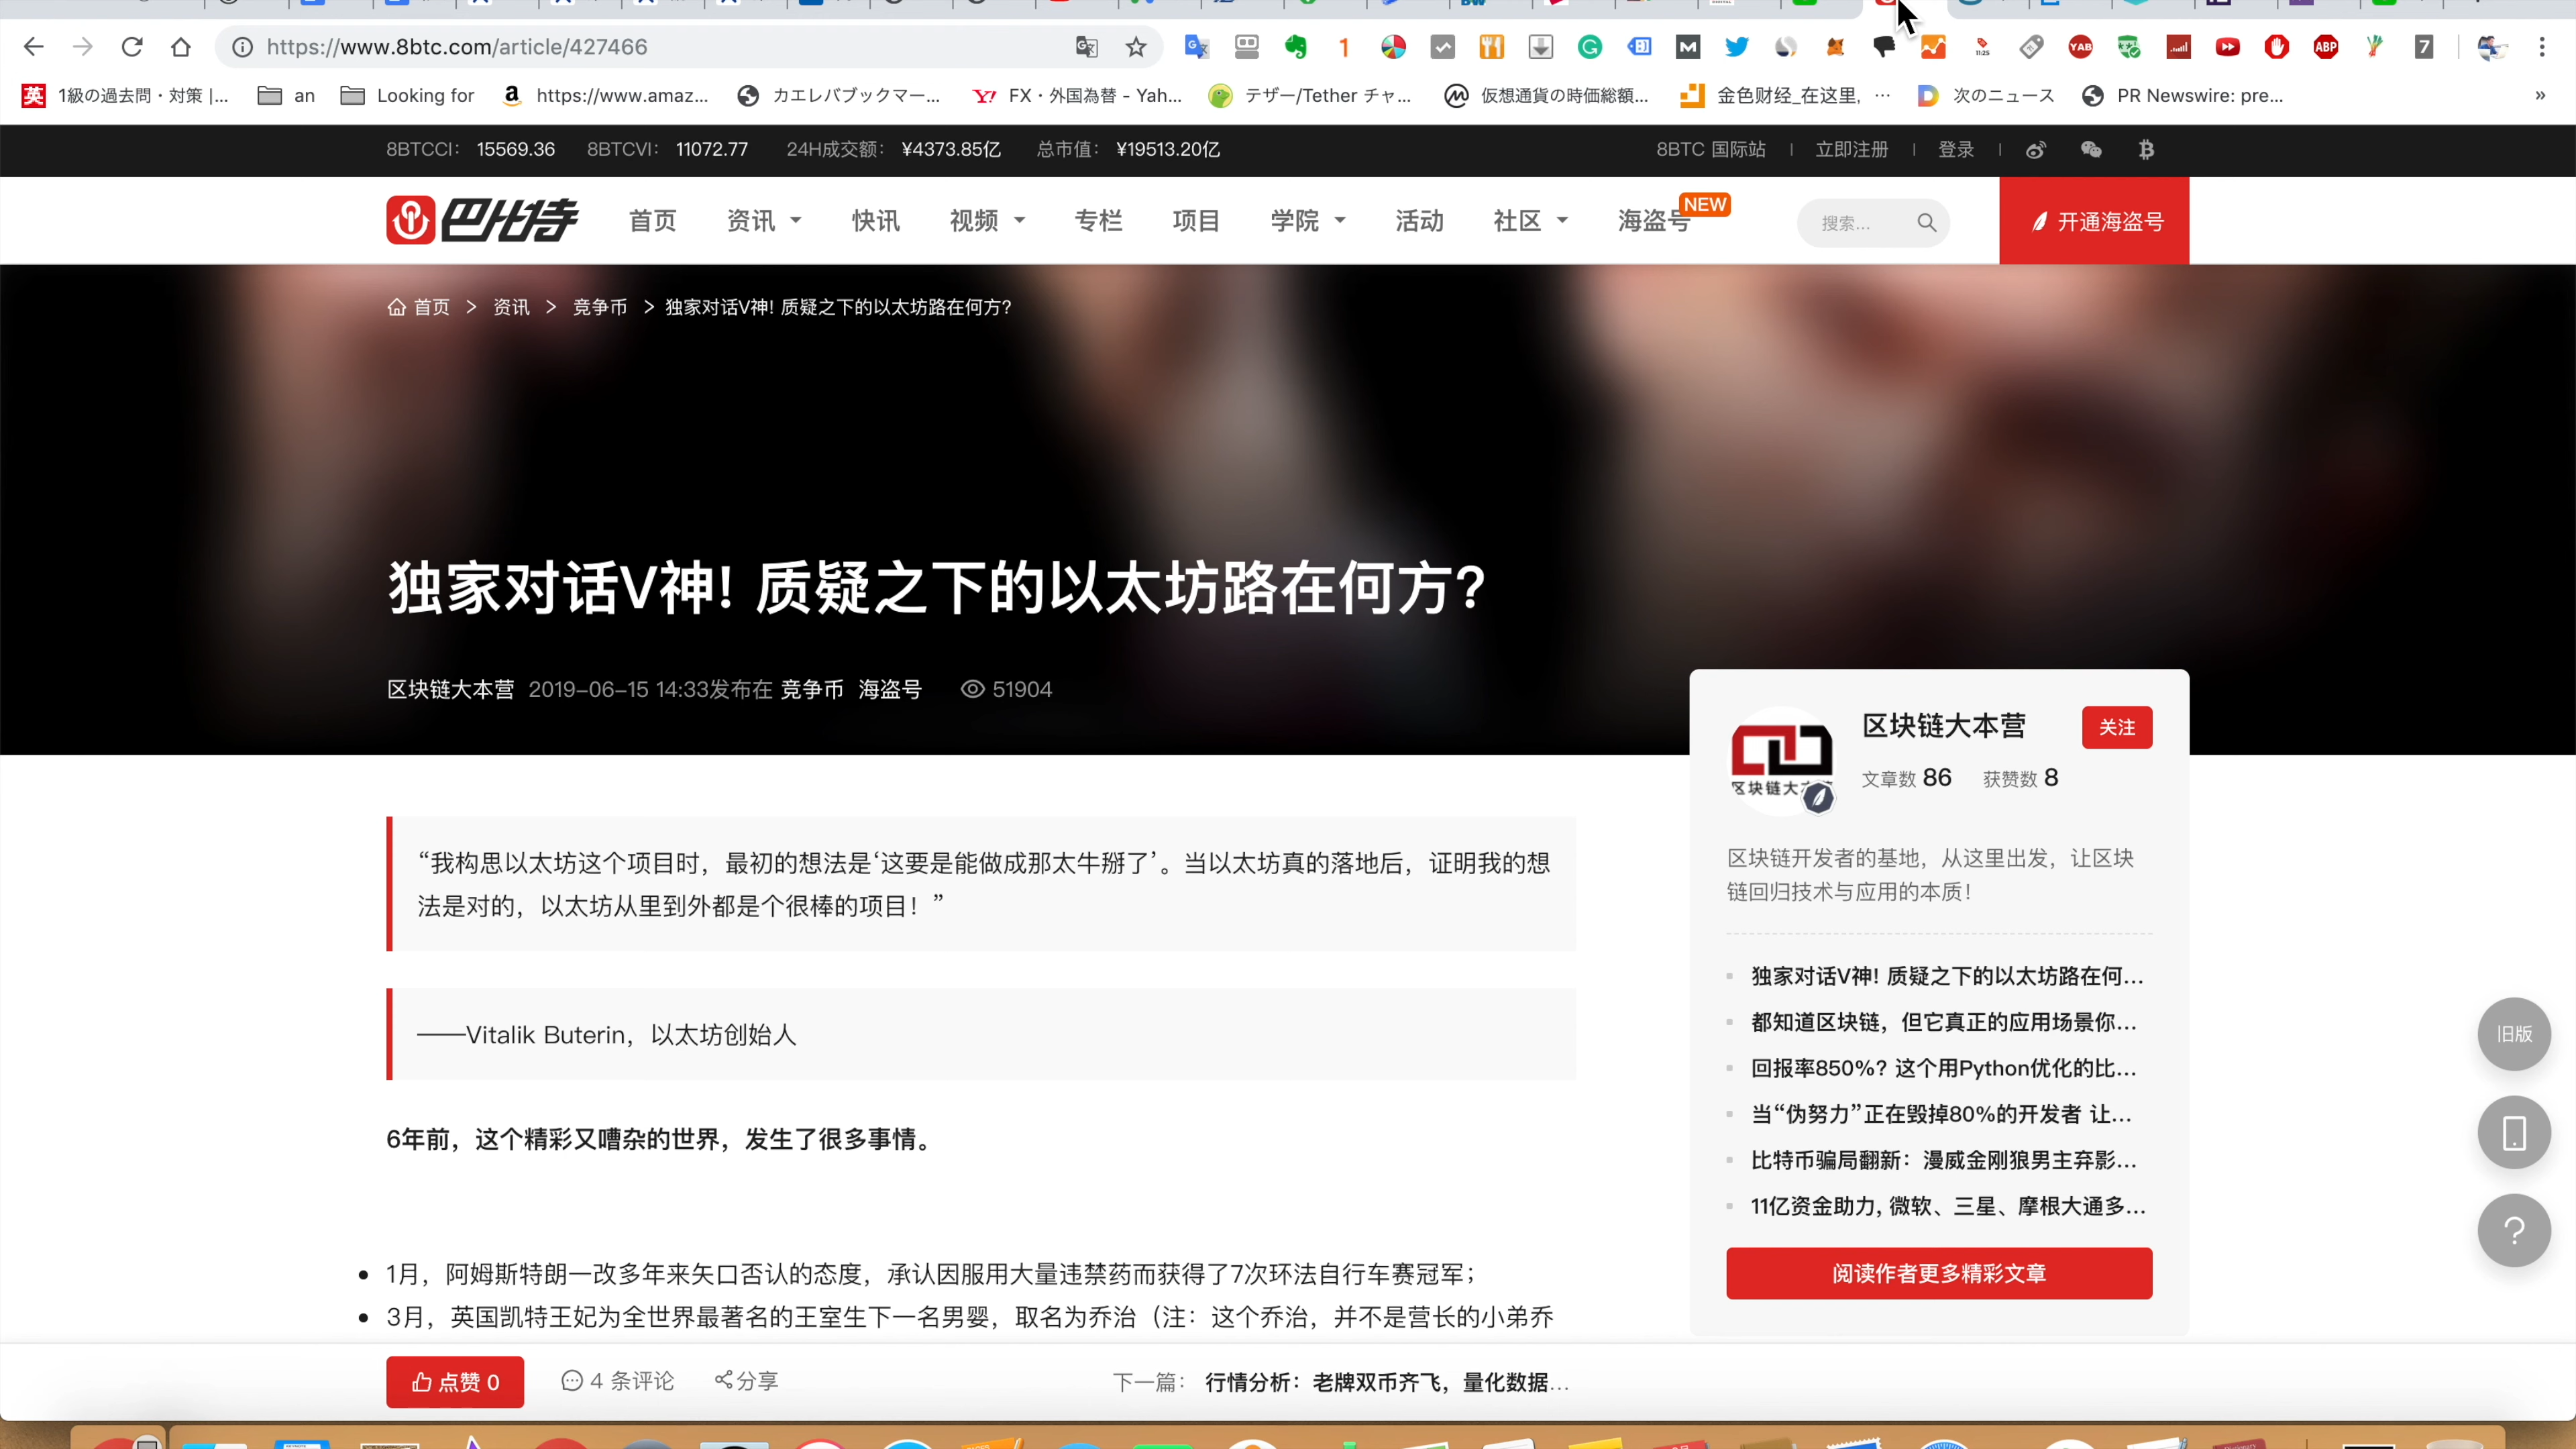 https://www.8btc.com/article/427466
英 1級の過去問・対策 |... an Looking for https://www.amaz... カエレバブックマー... FX・外国為替 - Yah... テザー/Tether チャ... 仮想通貨の時価総額... 金色财经_在这里, ... 次のニュース PR Newswire: pre... »
8BTCCI: 15569.36 8BTCVI: 11072.77 24H成交额: ¥4373.85亿 总市值: ¥19513.20亿 8BTC 国际站 | 立即注册 | 登录
巴比特 首页 资讯 快讯 视频 专栏 项目 学院 活动 社区 海盗号 NEW 搜索... 开通海盗号
首页 > 资讯 > 竞争币 > 独家对话V神! 质疑之下的以太坊路在何方?
独家对话V神! 质疑之下的以太坊路在何方?
区块链大本营 2019-06-15 14:33发布在 竞争币 海盗号 51904
“我构思以太坊这个项目时，最初的想法是‘这要是能做成那太牛掰了’。当以太坊真的落地后，证明我的想
法是对的，以太坊从里到外都是个很棒的项目！”
——Vitalik Buterin，以太坊创始人
6年前，这个精彩又嘈杂的世界，发生了很多事情。
1月，阿姆斯特朗一改多年来矢口否认的态度，承认因服用大量违禁药而获得了7次环法自行车赛冠军；
3月，英国凯特王妃为全世界最著名的王室生下一名男婴，取名为乔治（注：这个乔治，并不是营长的小弟乔
区块链大本营 关注
文章数 86 获赞数 8
区块链开发者的基地，从这里出发，让区块
链回归技术与应用的本质！
独家对话V神! 质疑之下的以太坊路在何...
都知道区块链，但它真正的应用场景你...
回报率850%？这个用Python优化的比...
当“伪努力”正在毁掉80%的开发者 让...
比特币骗局翻新：漫威金刚狼男主弃影...
11亿资金助力, 微软、三星、摩根大通多...
阅读作者更多精彩文章
旧版
点赞 0 4 条评论 分享 下一篇： 行情分析：老牌双币齐飞，量化数据...